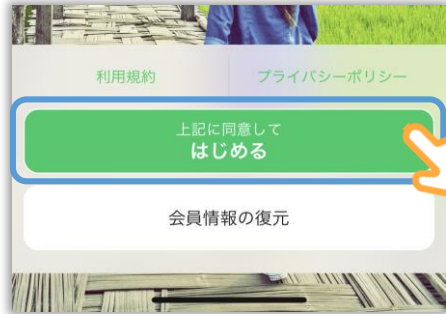 利用規約
プライバシーポリシー
上記に同意して
はじめる
会員情報の復元